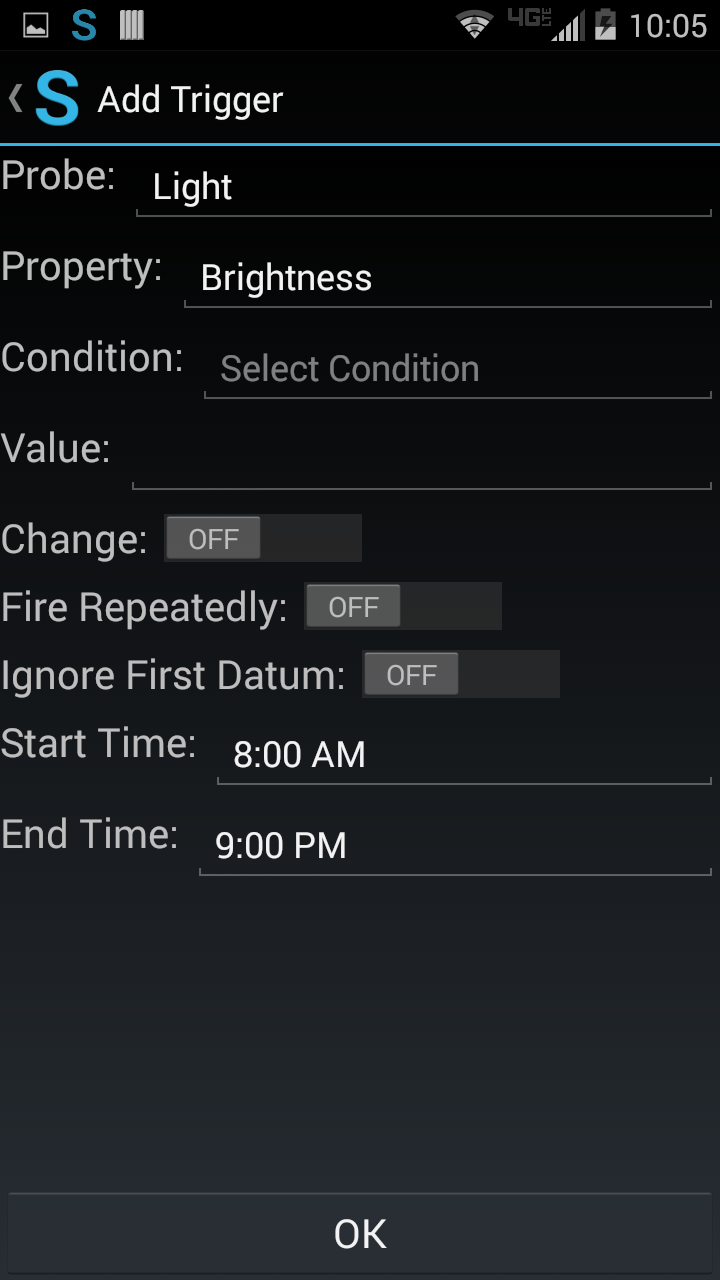 S 4G LTE 10:05
S Add Trigger
Probe: Light
Property: Brightness
Condition: Select Condition
Value:
Change: OFF
Fire Repeatedly: OFF
Ignore First Datum: OFF
Start Time: 8:00 AM
End Time: 9:00 PM
OK